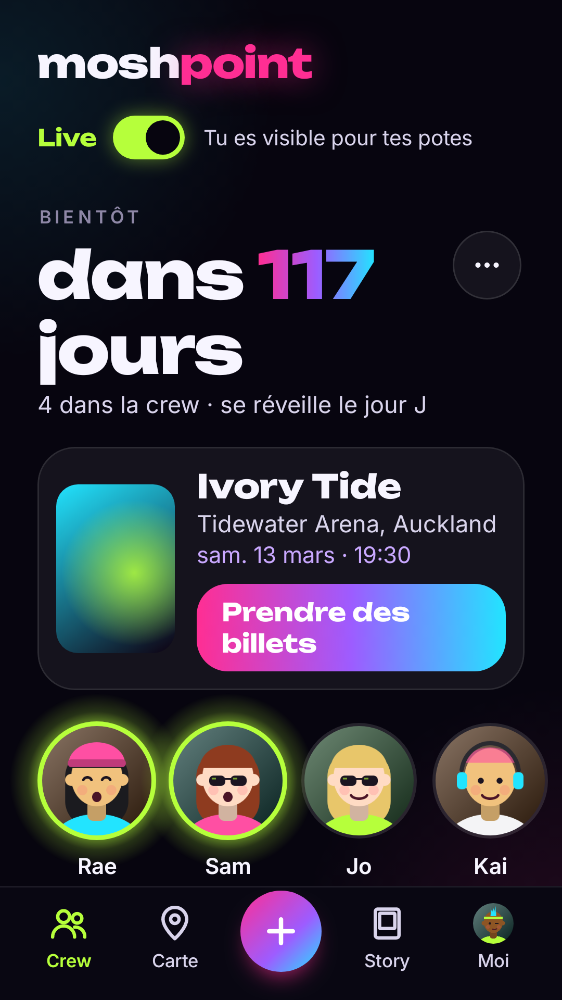 moshpoint
Live
Tu es visible pour tes potes
BIENTÔT
dans 117
jours
4 dans la crew · se réveille le jour J
Ivory Tide
Tidewater Arena, Auckland
sam. 13 mars · 19:30
Prendre des
billets
Rae
Sam
Jo
Kai
Crew
Carte
Story
Moi